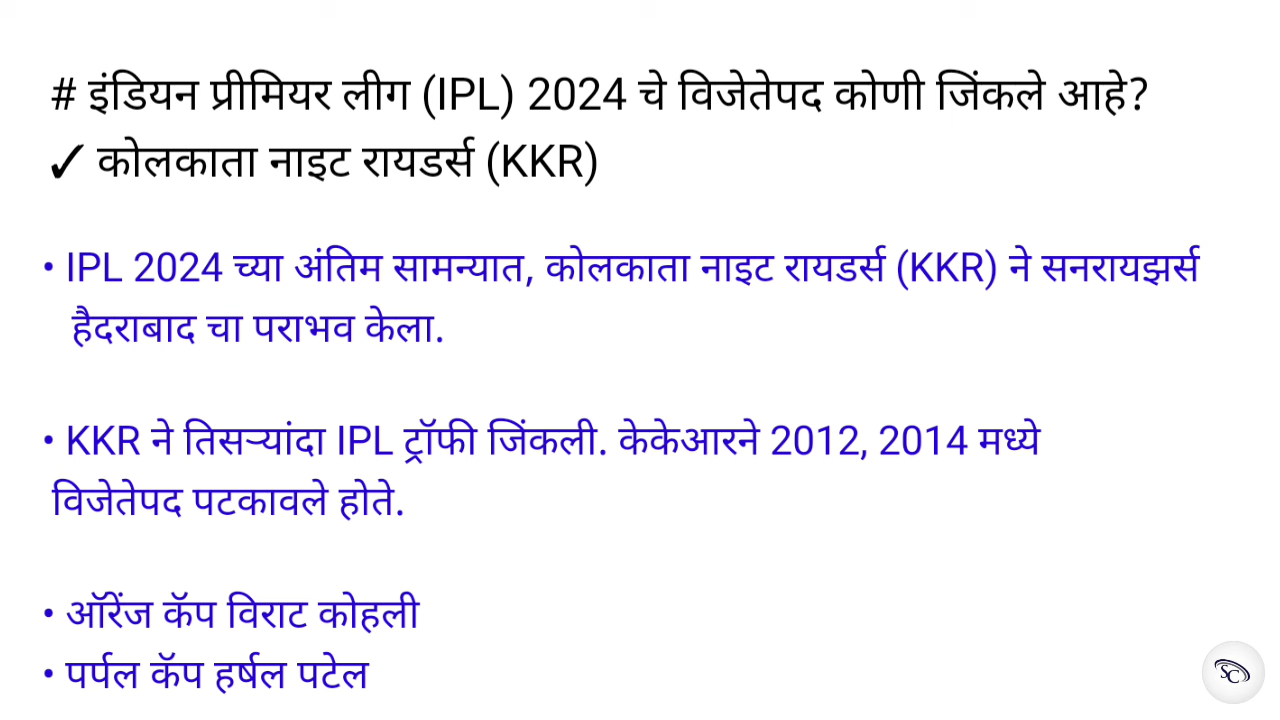 # इंडियन प्रीमियर लीग (IPL) 2024 चे विजेतेपद कोणी जिंकले आहे?
✓ कोलकाता नाइट रायडर्स (KKR)
• IPL 2024 च्या अंतिम सामन्यात, कोलकाता नाइट रायडर्स (KKR) ने सनरायझर्स
हैदराबाद चा पराभव केला.
• KKR ने तिसऱ्यांदा IPL ट्रॉफी जिंकली. केकेआरने 2012, 2014 मध्ये
विजेतेपद पटकावले होते.
• ऑरेंज कॅप विराट कोहली
• पर्पल कॅप हर्षल पटेल
SC